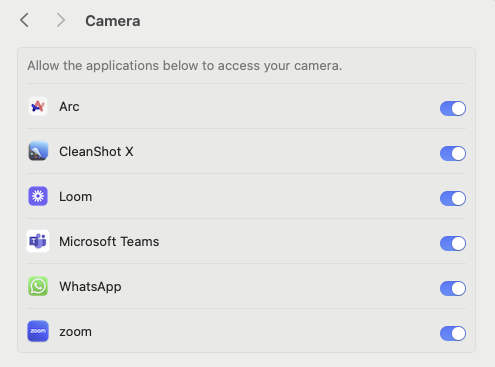 Camera
Allow the applications below to access your camera.
Arc
CleanShot X
Loom
Microsoft Teams
WhatsApp
zoom zoom